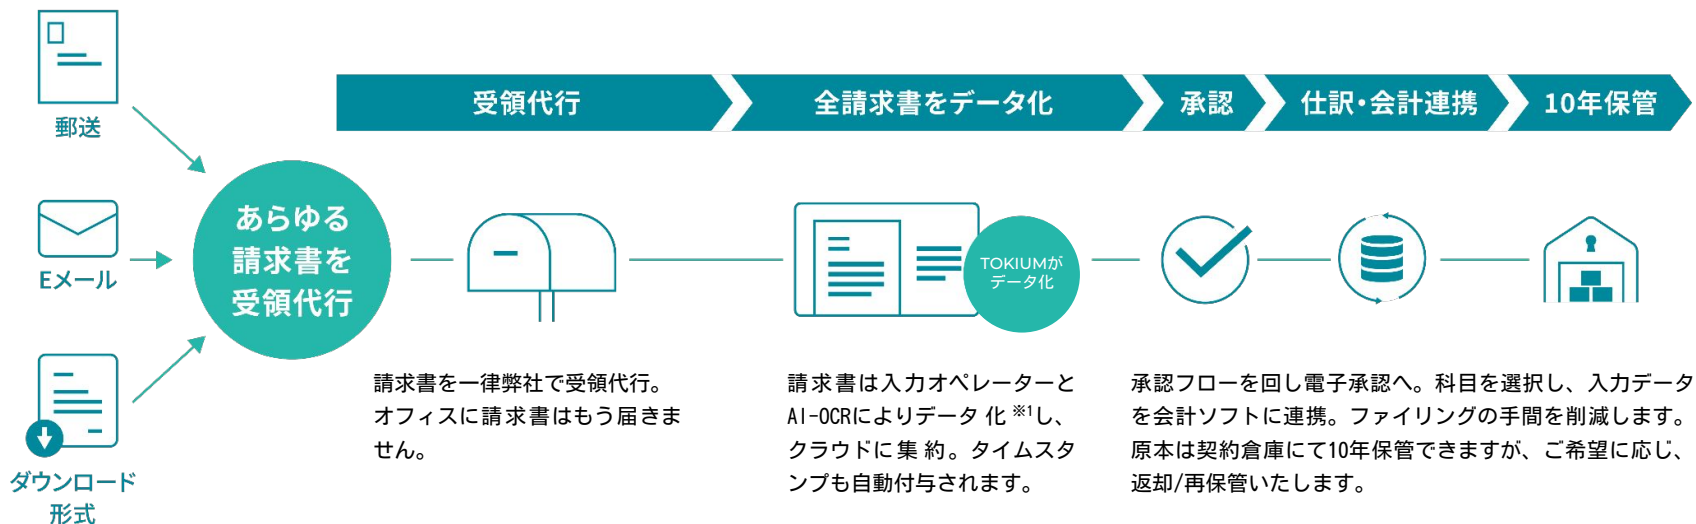 郵送
Eメール
ダウンロード
形式
あらゆる
請求書を
受領代行
受領代行
全請求書をデータ化
承認
仕訳・会計連携
10年保管
TOKIUMが
データ化
請求書を一律弊社で受領代行。
オフィスに請求書はもう届きま
せん。
請求書は入力オペレーターと
AI-OCRによりデータ化※1し、
クラウドに集約。タイムスタ
ンプも自動付与されます。
承認フローを回し電子承認へ。科目を選択し、入力データ
を会計ソフトに連携。ファイリングの手間を削減します。
原本は契約倉庫にて10年保管できますが、ご希望に応じ、
返却/再保管いたします。